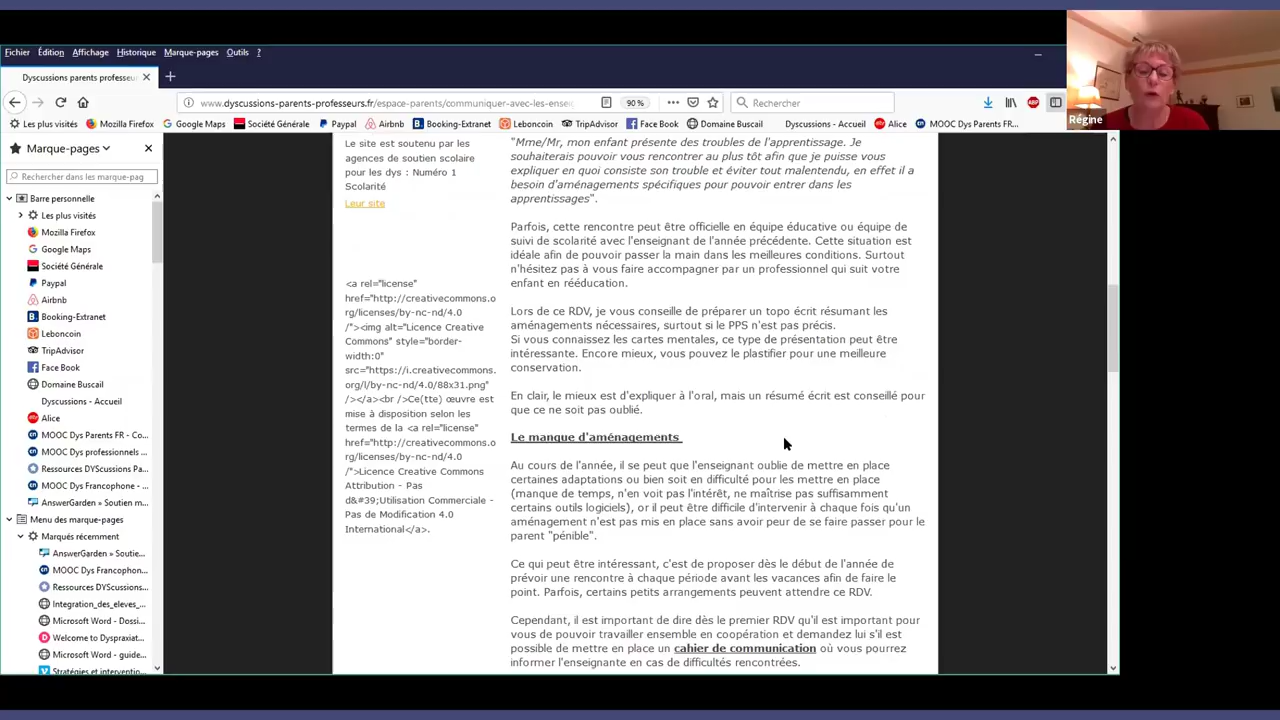 Fichier Édition Affichage Historique Marque-pages Outils ?
Dyscussions parents professeur
www.dyscussions-parents-professeurs.fr/espace-parents/communiquer-avec-les-ensei
90 %
Rechercher
Les plus visités Mozilla Firefox Google Maps Société Générale Paypal Airbnb Booking-Extranet Leboncoin TripAdvisor Face Book Domaine Buscail Dyscussions - Accueil Alice MOOC Dys Parents FR...
Régine
Marque-pages
Rechercher dans les marque-pag
Barre personnelle
Les plus visités
Mozilla Firefox
Google Maps
Société Générale
Paypal
Airbnb
Booking-Extranet
Leboncoin
TripAdvisor
Face Book
Domaine Buscail
Dyscussions - Accueil
Alice
MOOC Dys Parents FR - Co...
MOOC Dys professionnels ...
Ressources DYScussions Pa...
MOOC Dys Francophone - ...
AnswerGarden » Soutien m...
Menu des marque-pages
Marqués récemment
AnswerGarden » Soutie...
MOOC Dys Francophon...
Ressources DYScussions...
Integration_des_eleves_...
Microsoft Word - Dossi...
Welcome to Dyspraxiat...
Microsoft Word - guide...
Stratégies et interventio...
Le site est soutenu par les
agences de soutien scolaire
pour les dys : Numéro 1
Scolarité
Leur site
<a rel="license"
href="http://creativecommons.o
rg/licenses/by-nc-nd/4.0
/"><img alt="Licence Creative
Commons" style="border-
width:0"
src="https://i.creativecommons.
org/l/by-nc-nd/4.0/88x31.png"
/></a><br />Ce(tte) œuvre est
mise à disposition selon les
termes de la <a rel="license"
href="http://creativecommons.o
rg/licenses/by-nc-nd/4.0
/">Licence Creative Commons
Attribution - Pas
d&#39;Utilisation Commerciale -
Pas de Modification 4.0
International</a>.
"Mme/Mr, mon enfant présente des troubles de l'apprentissage. Je
souhaiterais pouvoir vous rencontrer au plus tôt afin que je puisse vous
expliquer en quoi consiste son trouble et éviter tout malentendu, en effet il a
besoin d'aménagements spécifiques pour pouvoir entrer dans les
apprentissages".
Parfois, cette rencontre peut être officielle en équipe éducative ou équipe de
suivi de scolarité avec l'enseignant de l'année précédente. Cette situation est
idéale afin de pouvoir passer la main dans les meilleures conditions. Surtout
n'hésitez pas à vous faire accompagner par un professionnel qui suit votre
enfant en rééducation.
Lors de ce RDV, je vous conseille de préparer un topo écrit résumant les
aménagements nécessaires, surtout si le PPS n'est pas précis.
Si vous connaissez les cartes mentales, ce type de présentation peut être
intéressante. Encore mieux, vous pouvez le plastifier pour une meilleure
conservation.
En clair, le mieux est d'expliquer à l'oral, mais un résumé écrit est conseillé pour
que ce ne soit pas oublié.
Le manque d'aménagements
Au cours de l'année, il se peut que l'enseignant oublie de mettre en place
certaines adaptations ou bien soit en difficulté pour les mettre en place
(manque de temps, n'en voit pas l'intérêt, ne maîtrise pas suffisamment
certains outils logiciels), or il peut être difficile d'intervenir à chaque fois qu'un
aménagement n'est pas mis en place sans avoir peur de se faire passer pour le
parent "pénible".
Ce qui peut être intéressant, c'est de proposer dès le début de l'année de
prévoir une rencontre à chaque période avant les vacances afin de faire le
point. Parfois, certains petits arrangements peuvent attendre ce RDV.
Cependant, il est important de dire dès le premier RDV qu'il est important pour
vous de pouvoir travailler ensemble en coopération et demandez lui s'il est
possible de mettre en place un cahier de communication où vous pourrez
informer l'enseignante en cas de difficultés rencontrées.